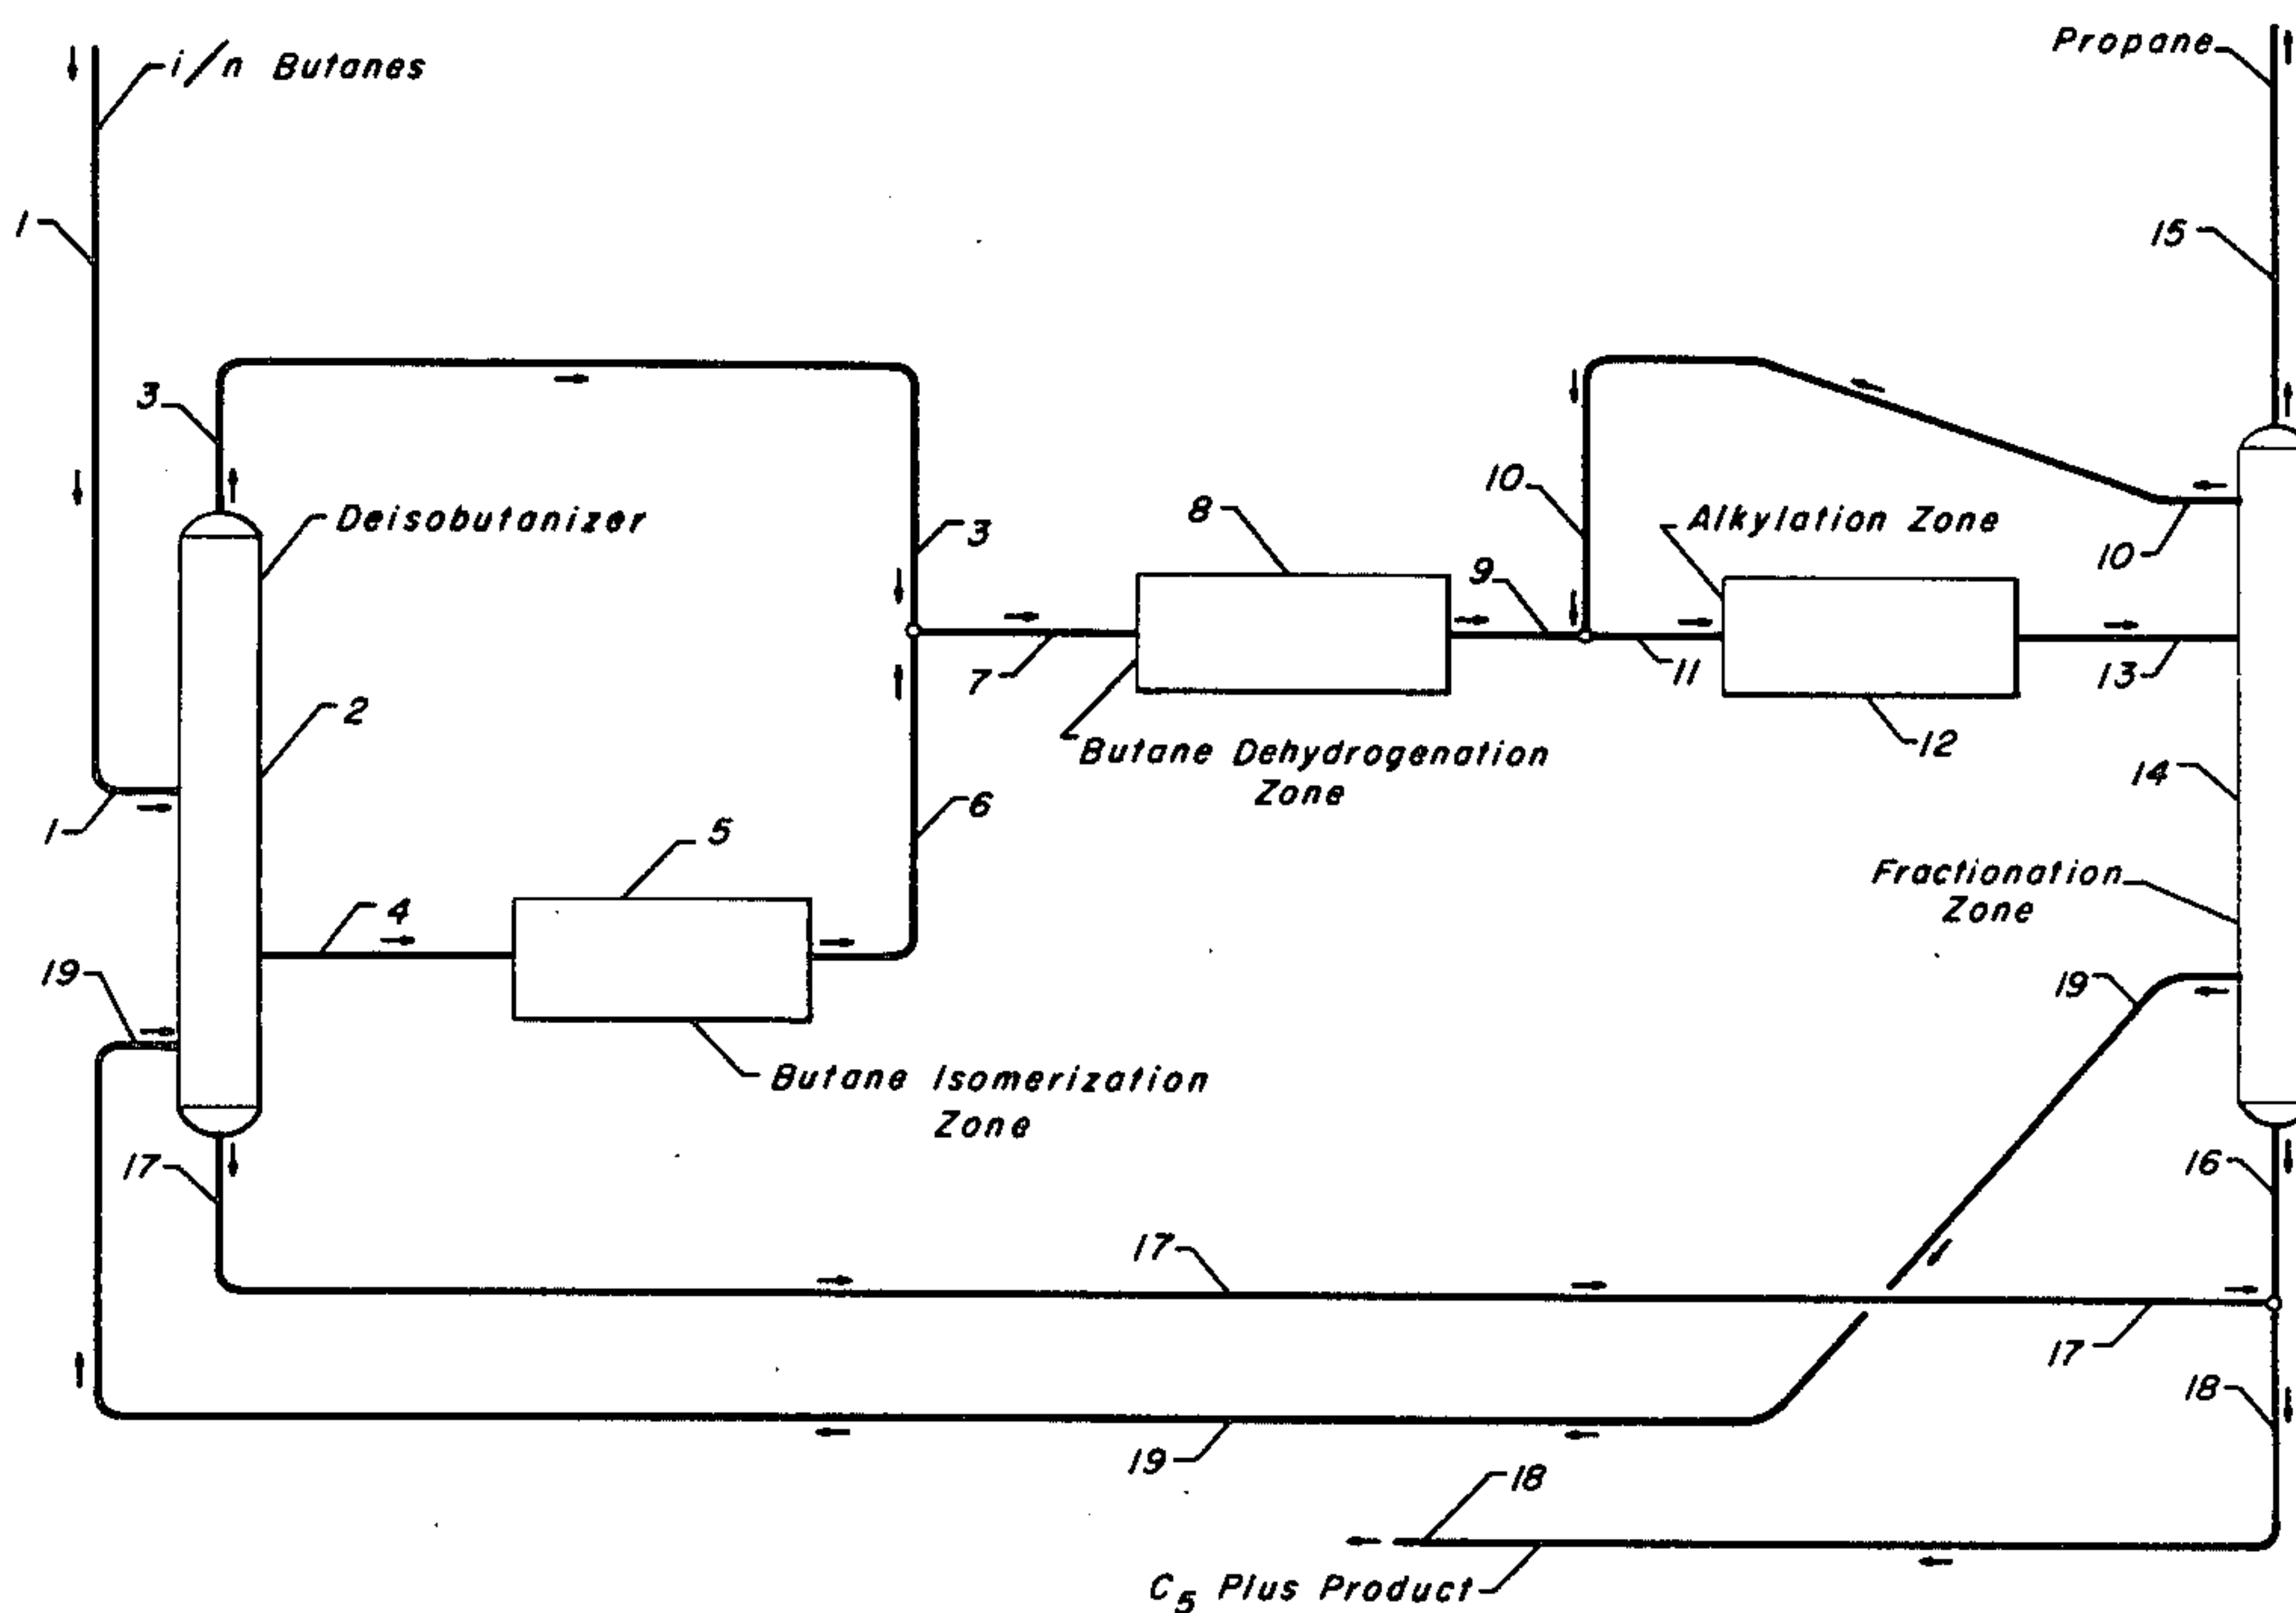 i/n Butanes
Propane
1
15
3
Deisobutanizer
10
8
Alkylation Zone
3
9
10
2
7
11
13
Butane Dehydrogenation
Zone
12
14
1
6
5
Fractionation
Zone
4
19
19
Butane Isomerization
Zone
17
16
17
17
18
19
18
C5 Plus Product